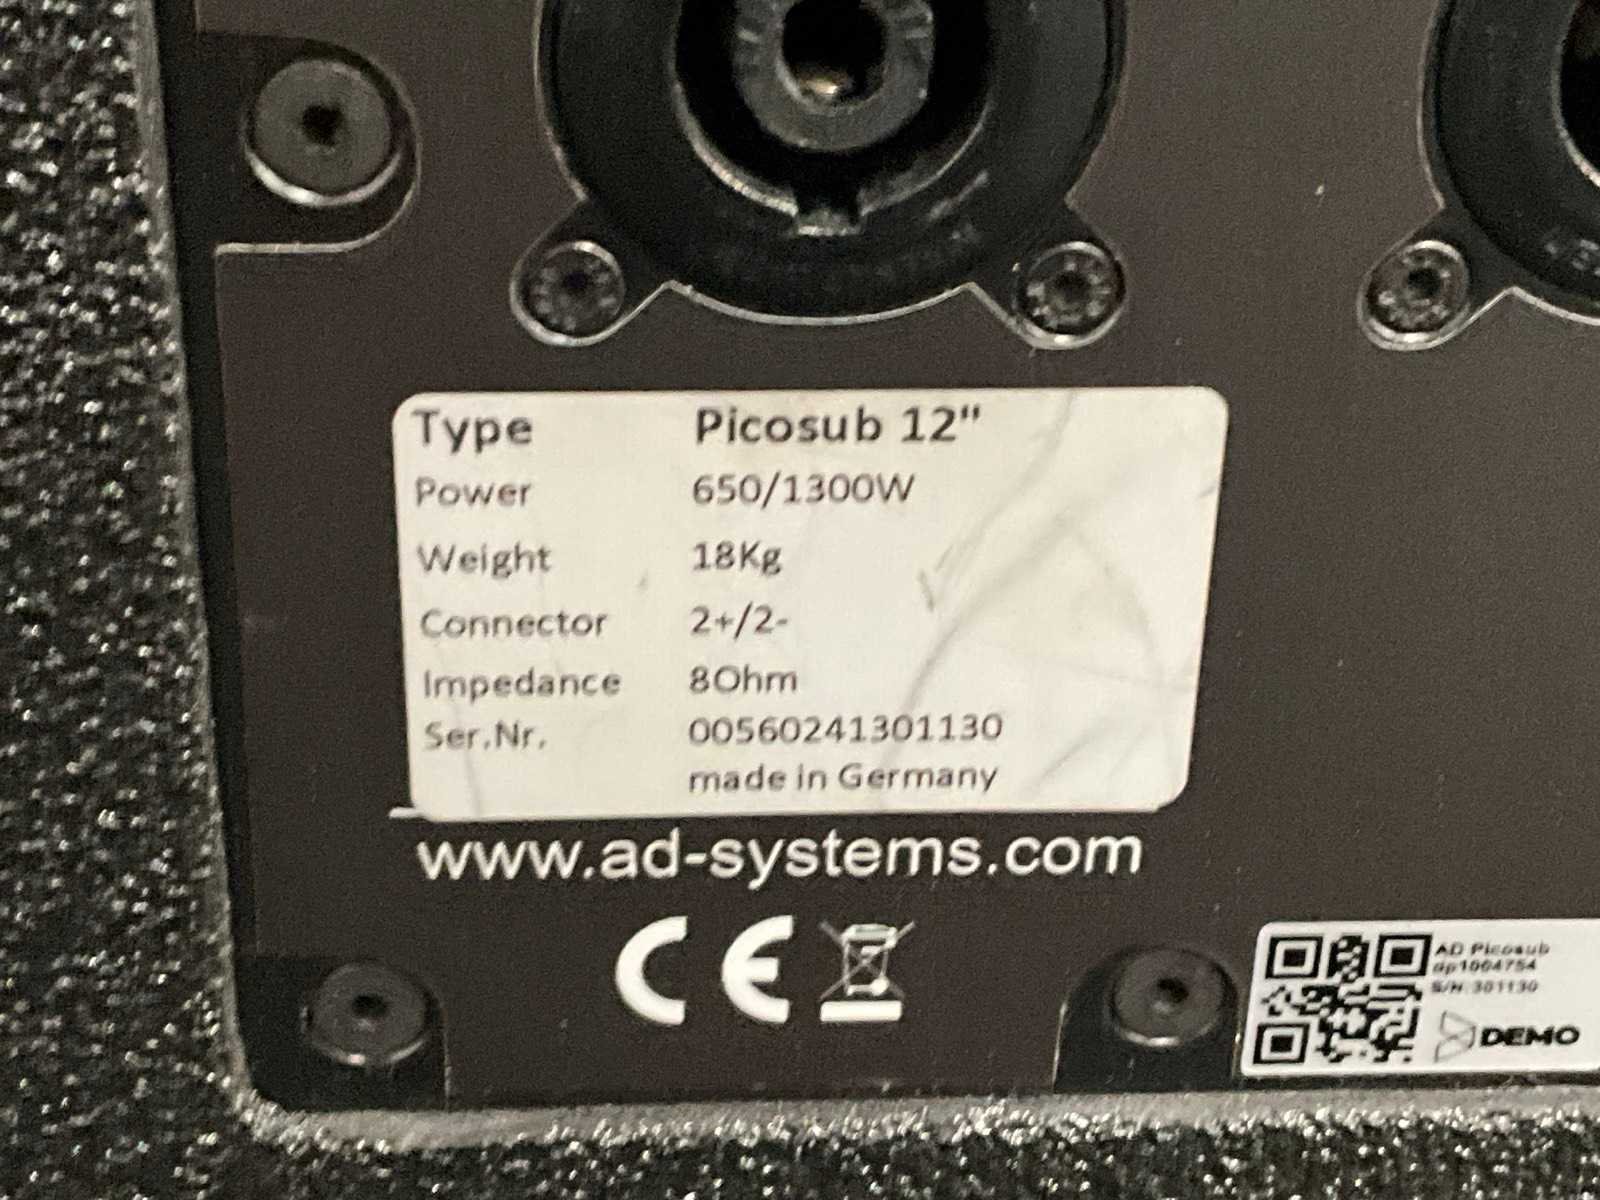 Type Picosub 12"
Power 650/1300W
Weight 18Kg
Connector 2+/2-
Impedance 8Ohm
Ser.Nr. 00560241301130
made in Germany
www.ad-systems.com
CE
AD Picosub
dp1004754
S/N: 301130
DEMO